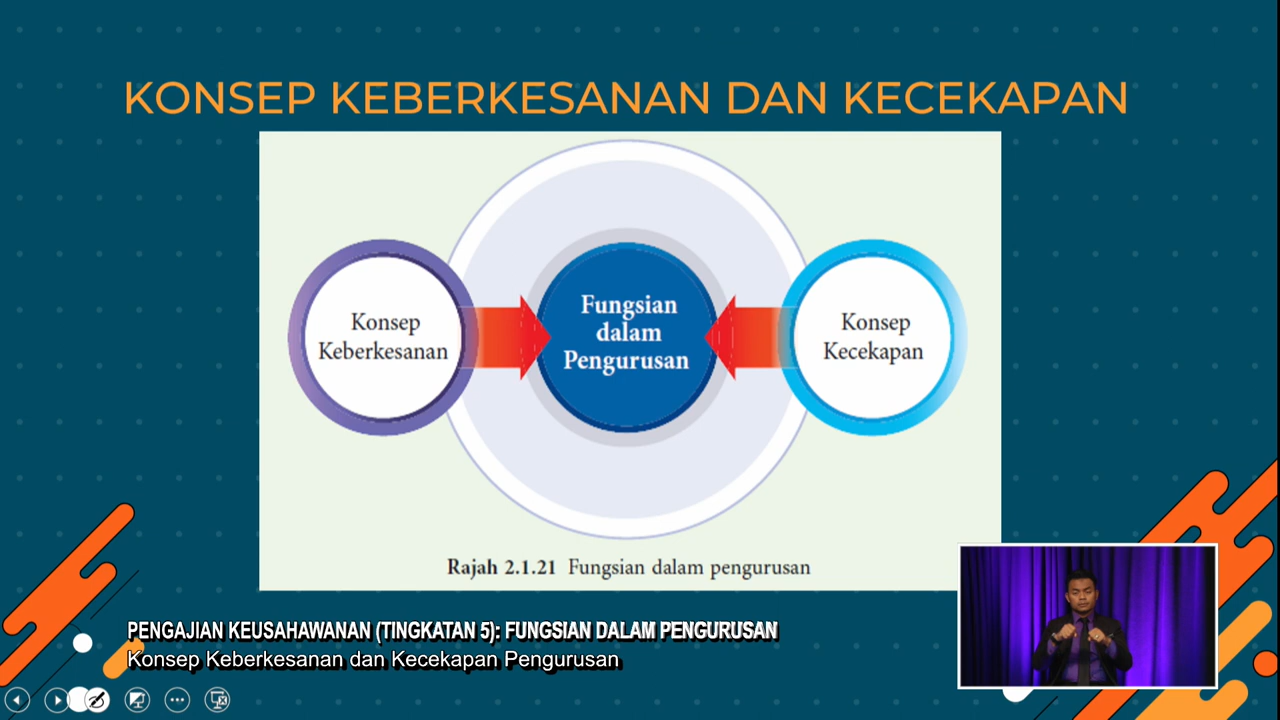 KONSEP KEBERKESANAN DAN KECEKAPAN
Konsep
Keberkesanan
Fungsian
dalam
Pengurusan
Konsep
Kecekapan
Rajah 2.1.21 Fungsian dalam pengurusan
PENGAJIAN KEUSAHAWANAN (TINGKATAN 5): FUNGSIAN DALAM PENGURUSAN
Konsep Keberkesanan dan Kecekapan Pengurusan